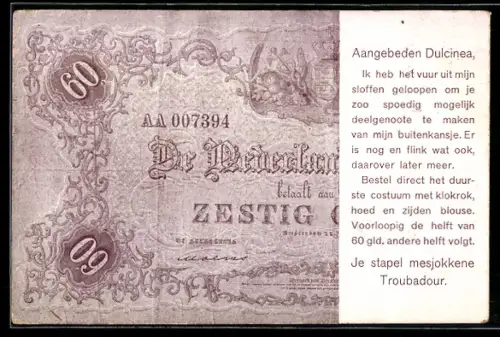 60
AA 007394
De Nederlan
betaalt aan
ZESTIG G
Amsterdam
60
Aangebeden Dulcinea,
Ik heb het vuur uit mijn
sloffen geloopen om je
zoo spoedig mogelijk
deelgenoote te maken
van mijn buitenkansje. Er
is nog en flink wat ook,
daarover later meer.
Bestel direct het duur-
ste costuum met klokrok,
hoed en zijden blouse.
Voorloopig de helft van
60 gld. andere helft volgt.
Je stapel mesjokkene
Troubadour.